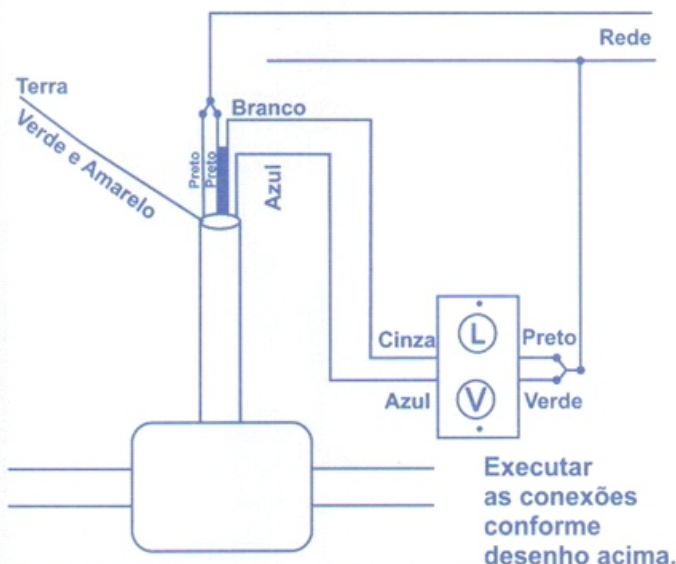 Rede
Terra
Verde e Amarelo
Branco
Preto
Preto
Azul
Cinza
L
Preto
Azul
V
Verde
Executar
as conexões
conforme
desenho acima.